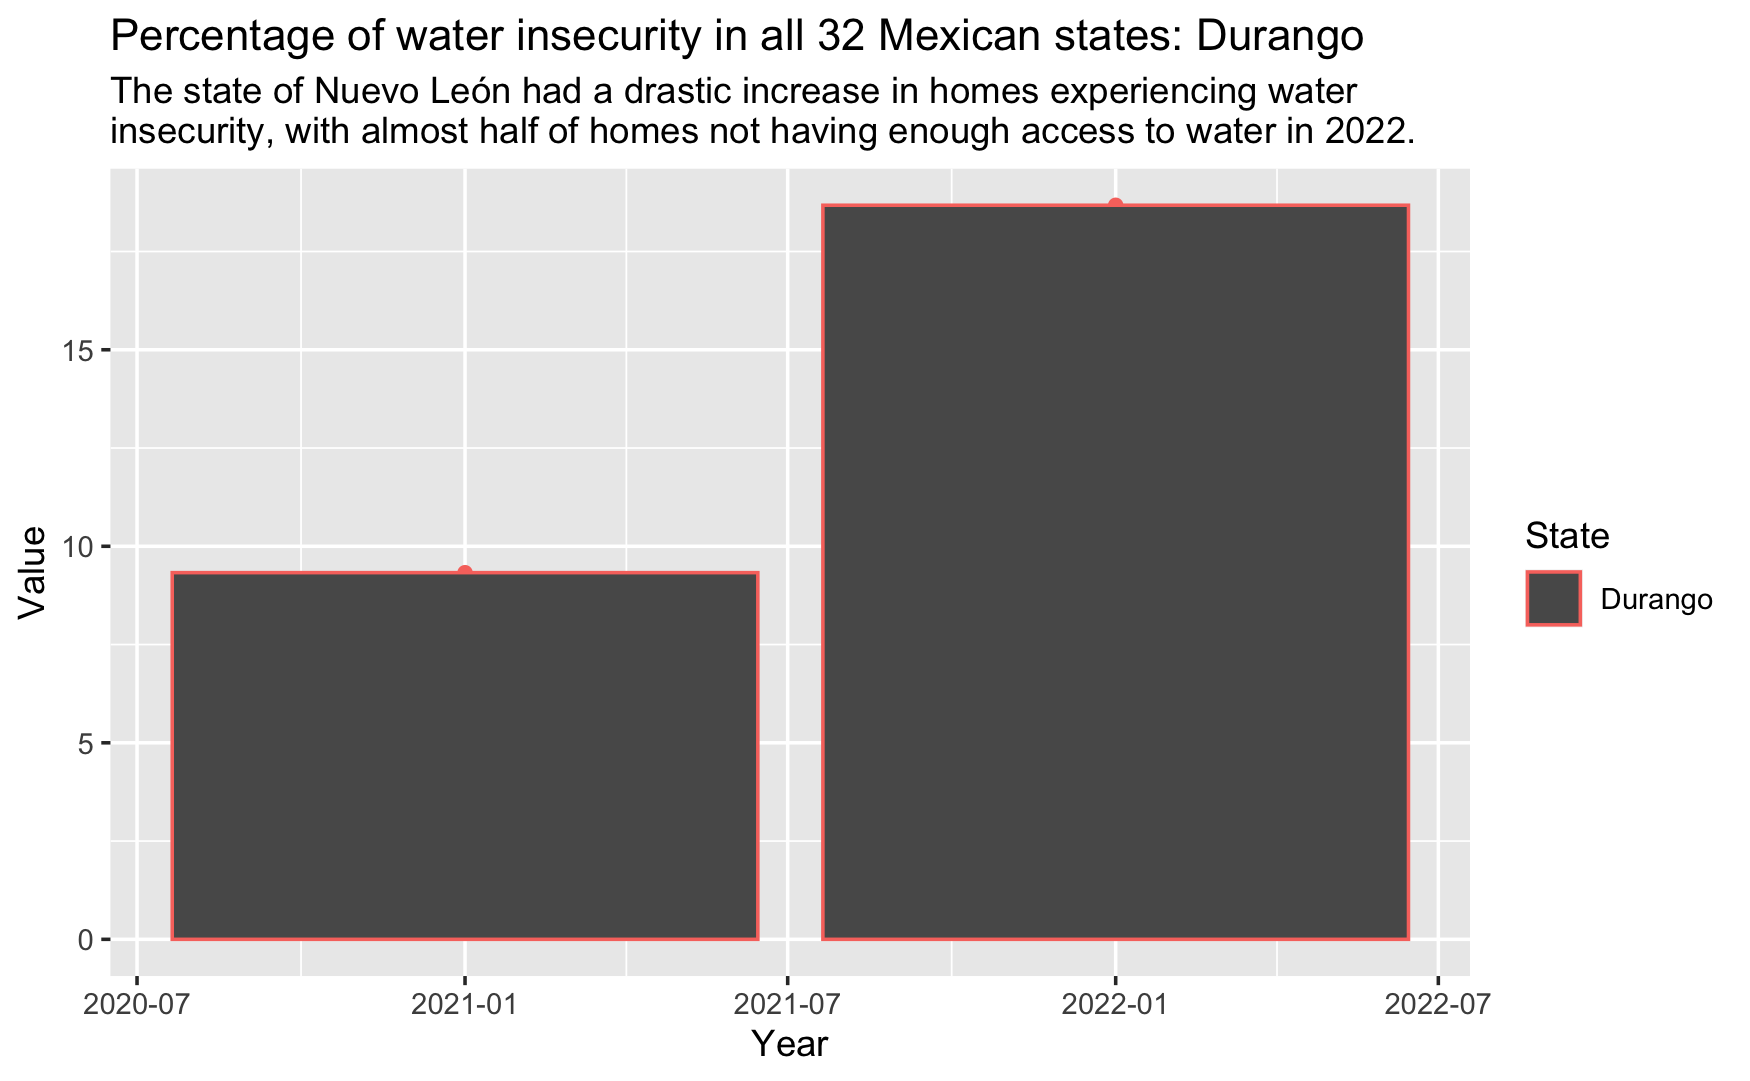 Percentage of water insecurity in all 32 Mexican states: Durango
The state of Nuevo León had a drastic increase in homes experiencing water
insecurity, with almost half of homes not having enough access to water in 2022.
15
10
5
0
Value
2020-07
2021-01
2021-07
2022-01
2022-07
Year
State
Durango